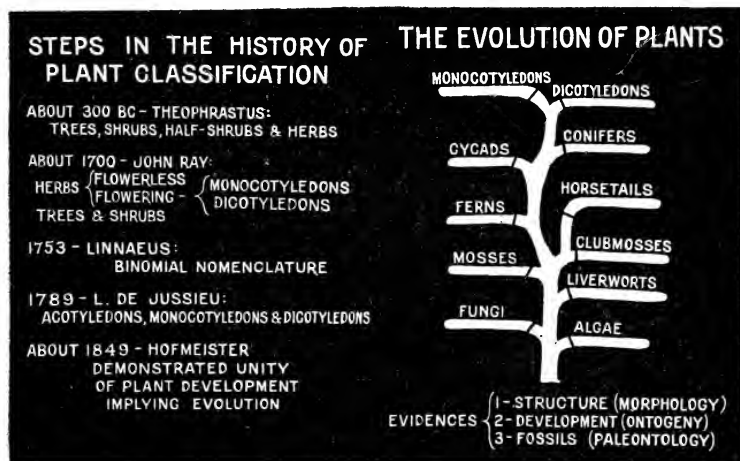 STEPS IN THE HISTORY OF
PLANT CLASSIFICATION
ABOUT 300 BC - THEOPHRASTUS:
TREES, SHRUBS, HALF-SHRUBS & HERBS
ABOUT 1700 - JOHN RAY:
HERBS {FLOWERLESS
{FLOWERING - {MONOCOTYLEDONS
DICOTYLEDONS
TREES & SHRUBS
1753 - LINNAEUS:
BINOMIAL NOMENCLATURE
1789 - L. DE JUSSIEU:
ACOTYLEDONS, MONOCOTYLEDONS & DICOTYLEDONS
ABOUT 1849 - HOFMEISTER
DEMONSTRATED UNITY
OF PLANT DEVELOPMENT
IMPLYING EVOLUTION
THE EVOLUTION OF PLANTS
MONOCOTYLEDONS
DICOTYLEDONS
CONIFERS
CYCADS
HORSETAILS
FERNS
CLUBMOSSES
MOSSES
LIVERWORTS
FUNGI
ALGAE
EVIDENCES {1-STRUCTURE (MORPHOLOGY)
2-DEVELOPMENT (ONTOGENY)
3-FOSSILS (PALEONTOLOGY)